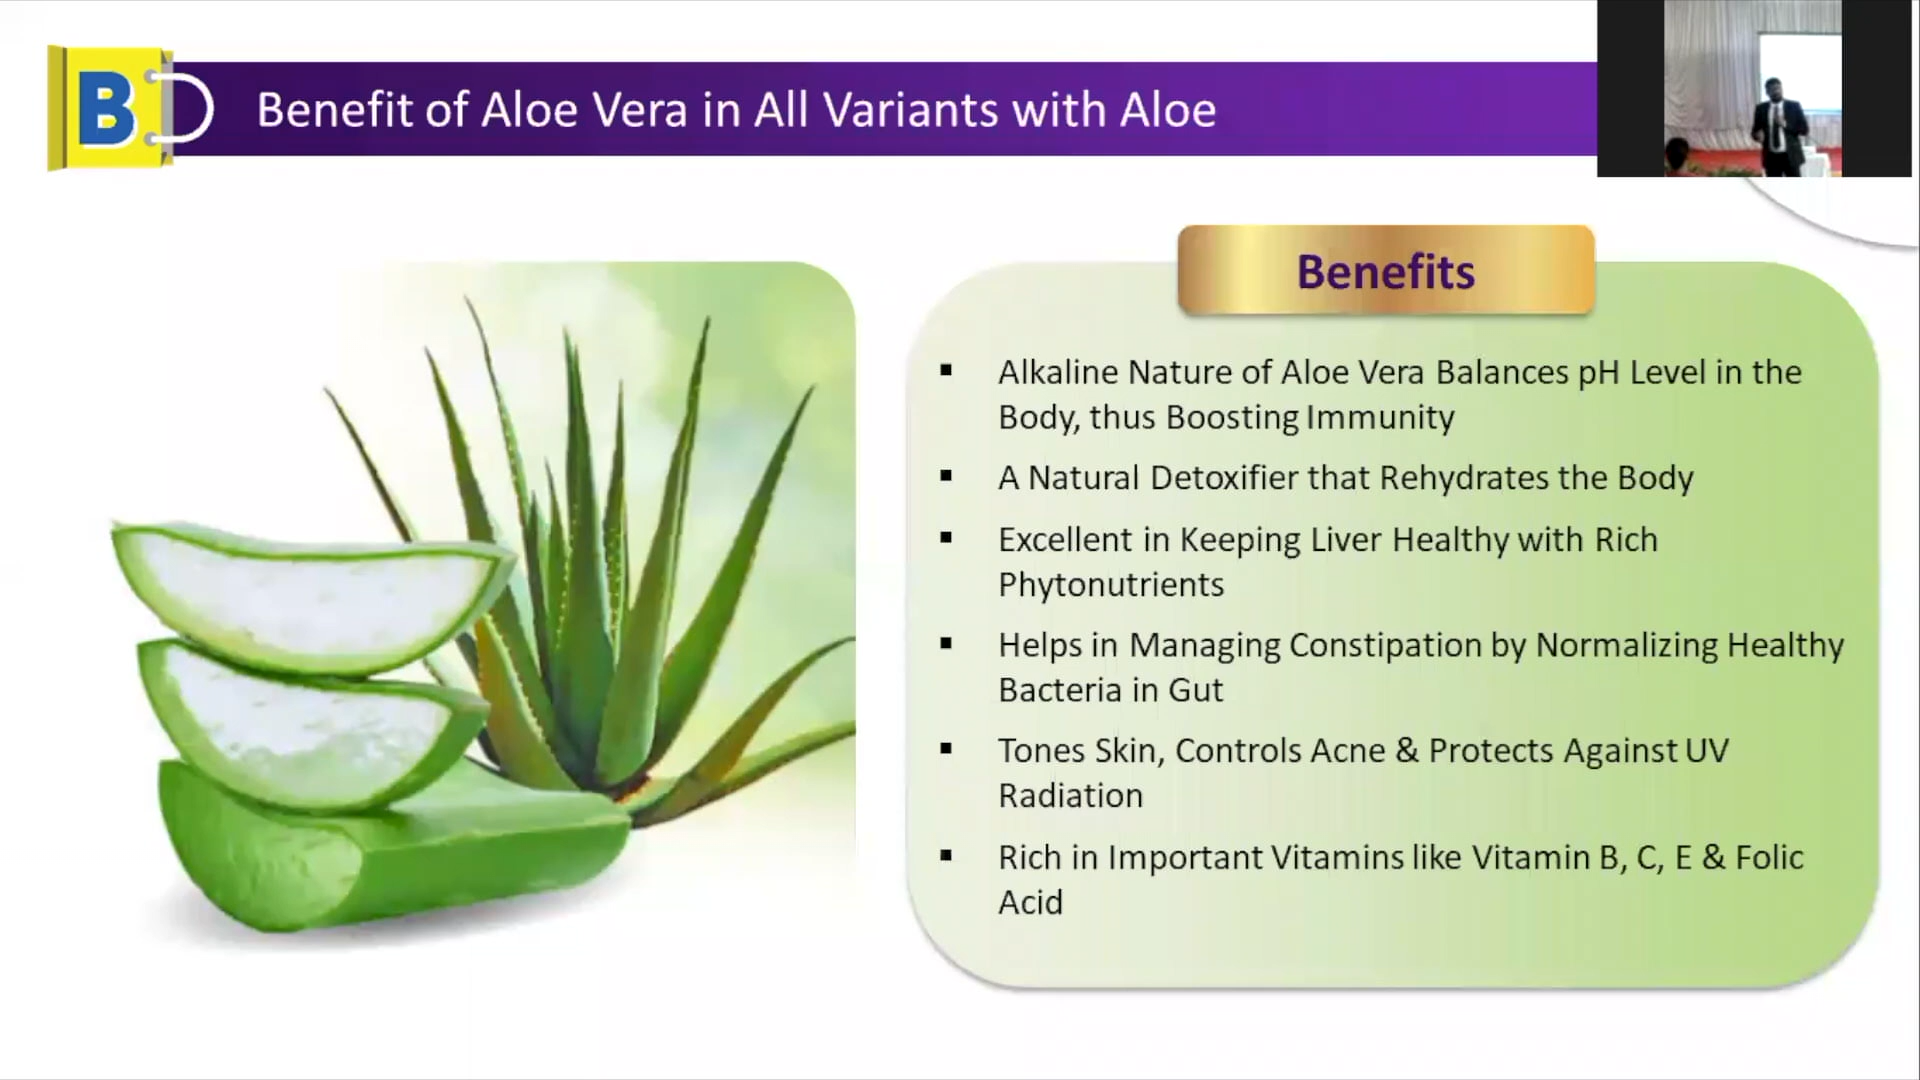 B
Benefit of Aloe Vera in All Variants with Aloe
Benefits
▪ Alkaline Nature of Aloe Vera Balances pH Level in the
Body, thus Boosting Immunity
▪ A Natural Detoxifier that Rehydrates the Body
▪ Excellent in Keeping Liver Healthy with Rich
Phytonutrients
▪ Helps in Managing Constipation by Normalizing Healthy
Bacteria in Gut
▪ Tones Skin, Controls Acne & Protects Against UV
Radiation
▪ Rich in Important Vitamins like Vitamin B, C, E & Folic
Acid